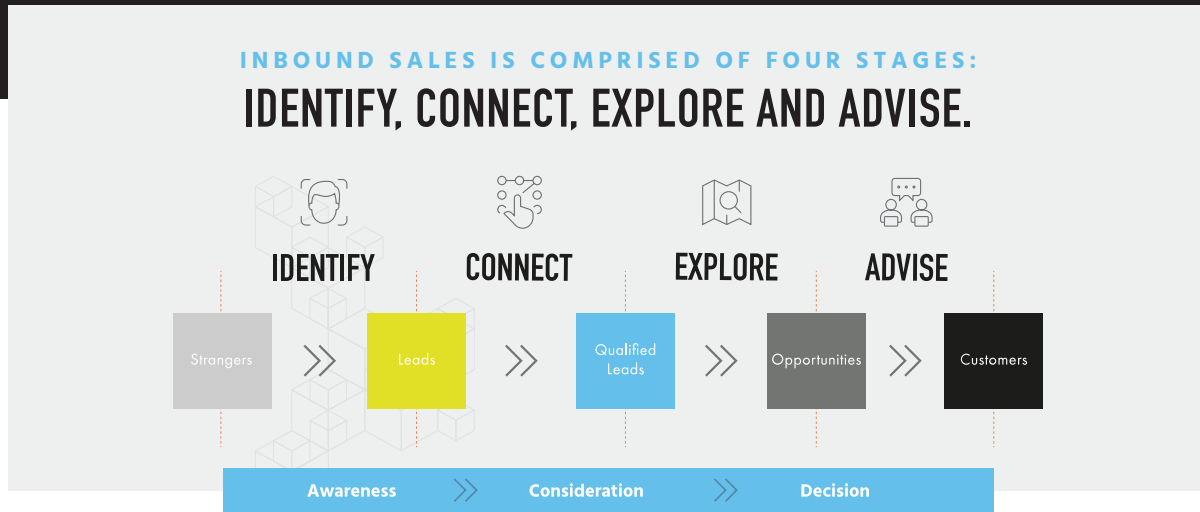 INBOUND SALES IS COMPRISED OF FOUR STAGES:
IDENTIFY, CONNECT, EXPLORE AND ADVISE.
IDENTIFY
CONNECT
EXPLORE
ADVISE
Strangers
Leads
Qualified
Leads
Opportunities
Customers
Awareness
Consideration
Decision